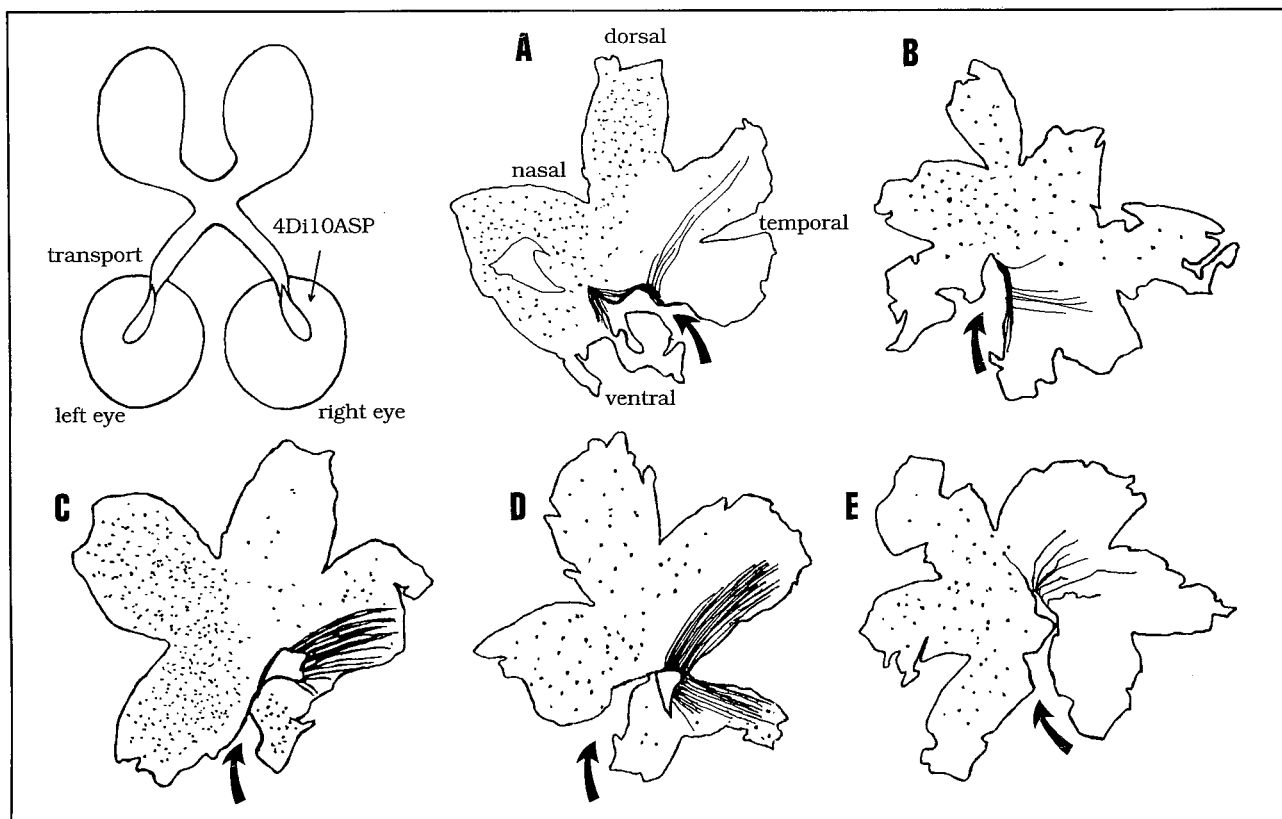 A
dorsal
nasal
temporal
ventral
B
4Di10ASP
transport
left eye
right eye
C
D
E